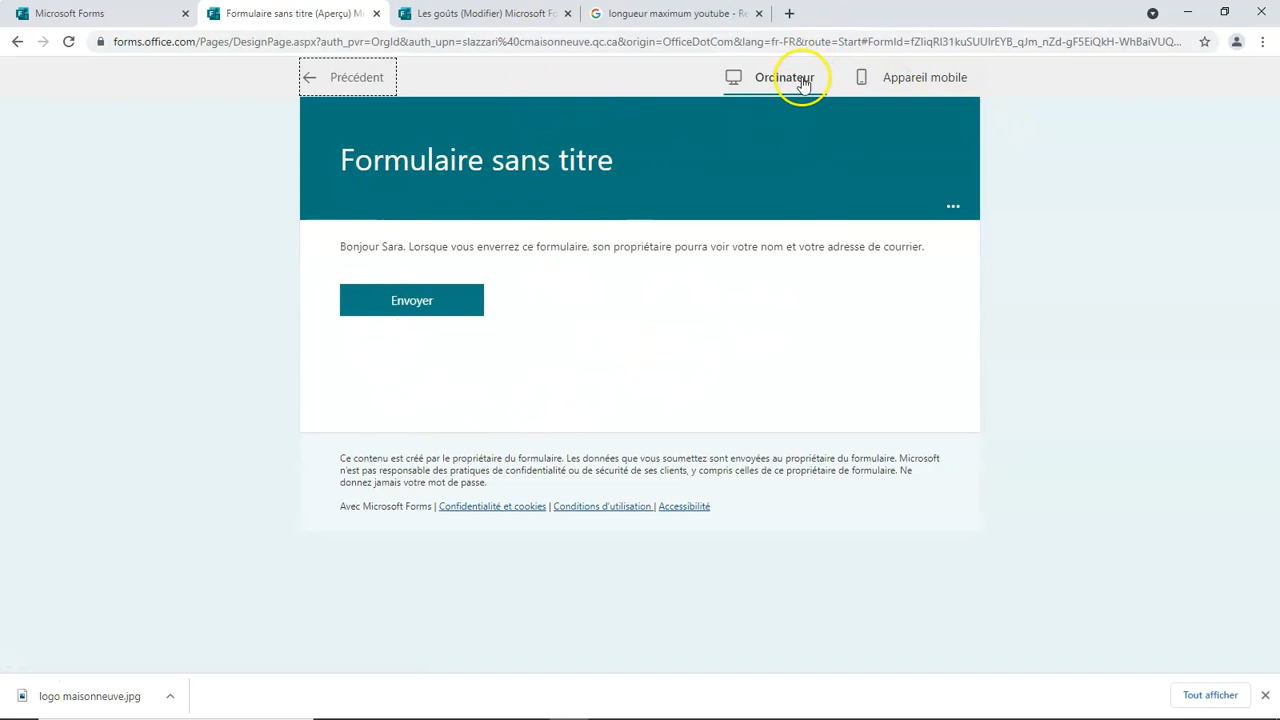 Microsoft Forms
Formulaire sans titre (Aperçu) Mi
Les goûts (Modifier) Microsoft Fo
longueur maximum youtube - Re
forms.office.com/Pages/DesignPage.aspx?auth_pvr=OrgId&auth_upn=slazzari%40cmaisonneuve.qc.ca&origin=OfficeDotCom&lang=fr-FR&route=Start#FormId=
Précédent
Ordinateur
Appareil mobile
Formulaire sans titre
...
Bonjour Sara. Lorsque vous enverrez ce formulaire, son propriétaire pourra voir votre nom et votre adresse de courrier.
Envoyer
Ce contenu est créé par le propriétaire du formulaire. Les données que vous soumettez sont envoyées au propriétaire du formulaire. Microsoft
n'est pas responsable des pratiques de confidentialité ou de sécurité de ses clients, y compris celles de ce propriétaire de formulaire. Ne
donnez jamais votre mot de passe.
Avec Microsoft Forms | Confidentialité et cookies | Conditions d'utilisation | Accessibilité
logo maisonneuve.jpg
Tout afficher